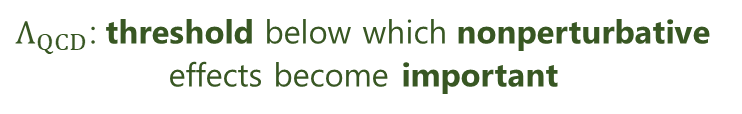 Λ_QCD: threshold below which nonperturbative
effects become important